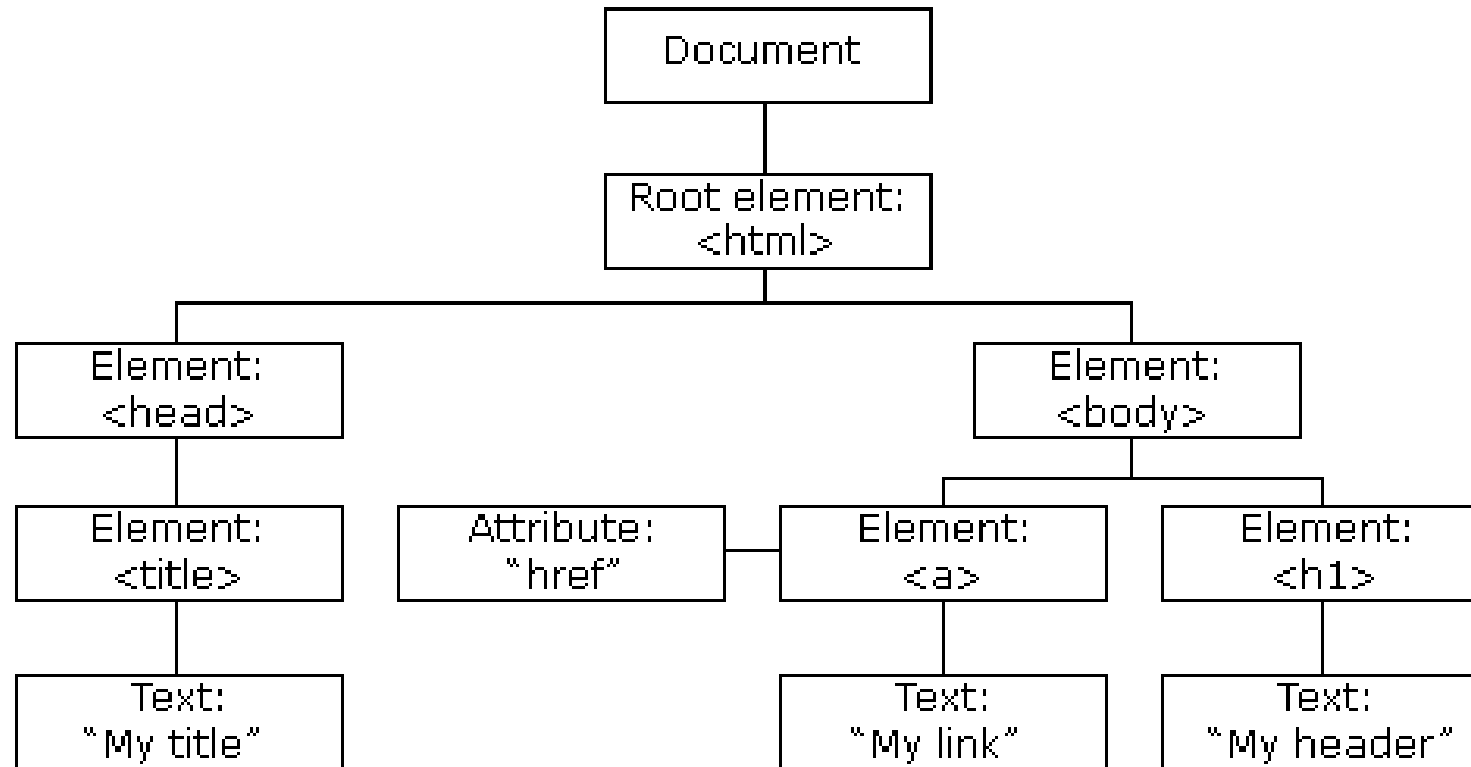 Document
Root element:
<html>
Element:
<head>
Element:
<body>
Element:
<title>
Attribute:
“href”
Element:
<a>
Element:
<h1>
Text:
“My title”
Text:
“My link”
Text:
“My header”